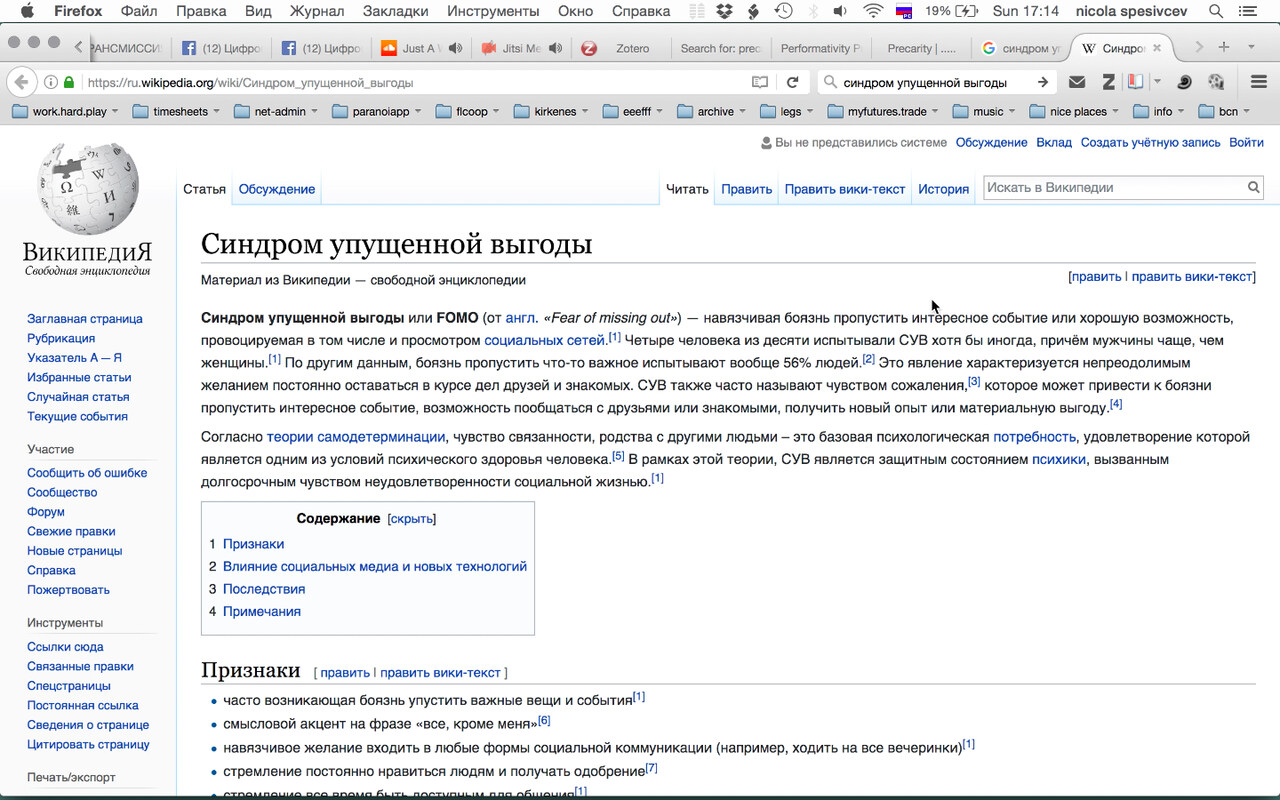 Firefox Файл Правка Вид Журнал Закладки Инструменты Окно Справка 19% Sun 17:14 nicola spesivcev
РАНСМИССИ (12) Цифро (12) Цифро Just A Jitsi Me Zotero Search for: prec Performativity P Precarity | ..... синдром уп Синдро
https://ru.wikipedia.org/wiki/Синдром_упущенной_выгоды синдром упущенной выгоды
work.hard.play timesheets net-admin paranoiapp flcoop kirkenes eeefff archive legs myfutures.trade music nice places info bcn
Вы не представились системе Обсуждение Вклад Создать учётную запись Войти
Статья Обсуждение Читать Править Править вики-текст История Искать в Википедии
ВикипедиЯ
Свободная энциклопедия
Заглавная страница
Рубрикация
Указатель А — Я
Избранные статьи
Случайная статья
Текущие события
Участие
Сообщить об ошибке
Сообщество
Форум
Свежие правки
Новые страницы
Справка
Пожертвовать
Инструменты
Ссылки сюда
Связанные правки
Спецстраницы
Постоянная ссылка
Сведения о странице
Цитировать страницу
Печать/экспорт
Синдром упущенной выгоды
Материал из Википедии — свободной энциклопедии [править | править вики-текст]
Синдром упущенной выгоды или FOMO (от англ. «Fear of missing out») — навязчивая боязнь пропустить интересное событие или хорошую возможность,
провоцируемая в том числе и просмотром социальных сетей.[1] Четыре человека из десяти испытывали СУВ хотя бы иногда, причём мужчины чаще, чем
женщины.[1] По другим данным, боязнь пропустить что-то важное испытывают вообще 56% людей.[2] Это явление характеризуется непреодолимым
желанием постоянно оставаться в курсе дел друзей и знакомых. СУВ также часто называют чувством сожаления,[3] которое может привести к боязни
пропустить интересное событие, возможность пообщаться с друзьями или знакомыми, получить новый опыт или материальную выгоду.[4]
Согласно теории самодетерминации, чувство связанности, родства с другими людьми – это базовая психологическая потребность, удовлетворение которой
является одним из условий психического здоровья человека.[5] В рамках этой теории, СУВ является защитным состоянием психики, вызванным
долгосрочным чувством неудовлетворенности социальной жизнью.[1]
Содержание [скрыть]
1 Признаки
2 Влияние социальных медиа и новых технологий
3 Последствия
4 Примечания
Признаки [ править | править вики-текст ]
• часто возникающая боязнь упустить важные вещи и события[1]
• смысловой акцент на фразе «все, кроме меня»[6]
• навязчивое желание входить в любые формы социальной коммуникации (например, ходить на все вечеринки)[1]
• стремление постоянно нравиться людям и получать одобрение[7]
• стремление все время быть доступным для общения[1]